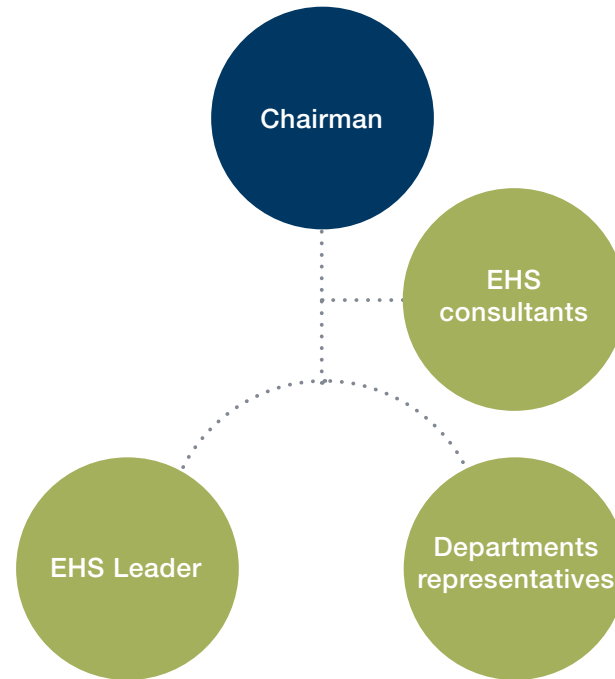 Chairman
EHS
consultants
EHS Leader
Departments
representatives